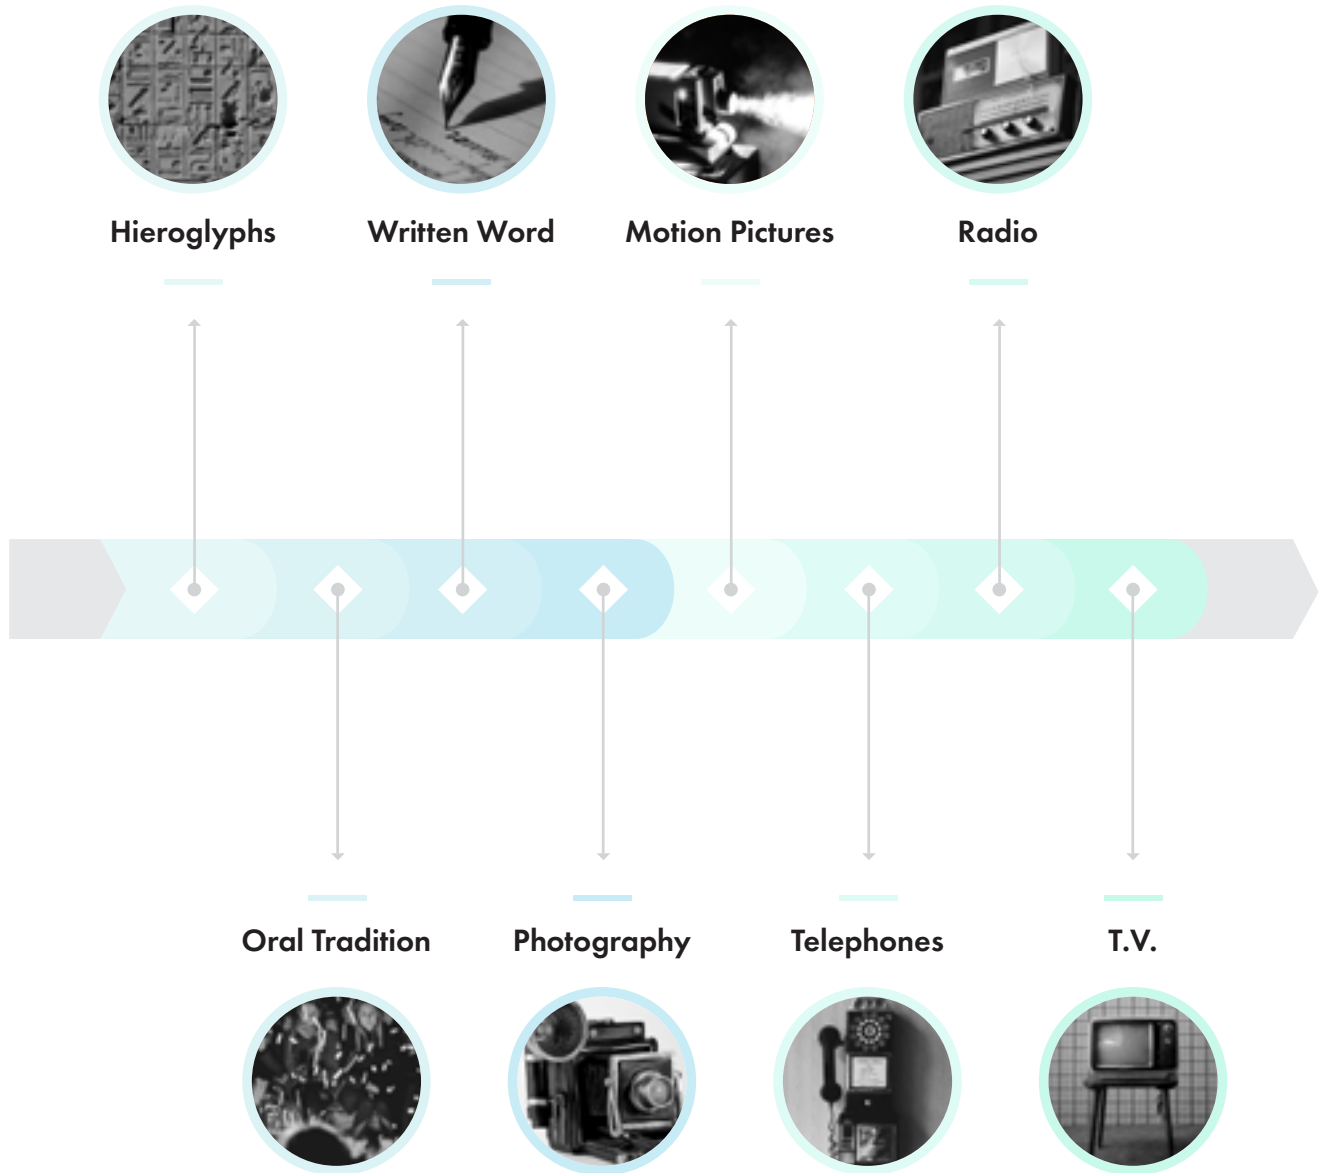 Hieroglyphs
Written Word
Motion Pictures
Radio
Oral Tradition
Photography
Telephones
T.V.